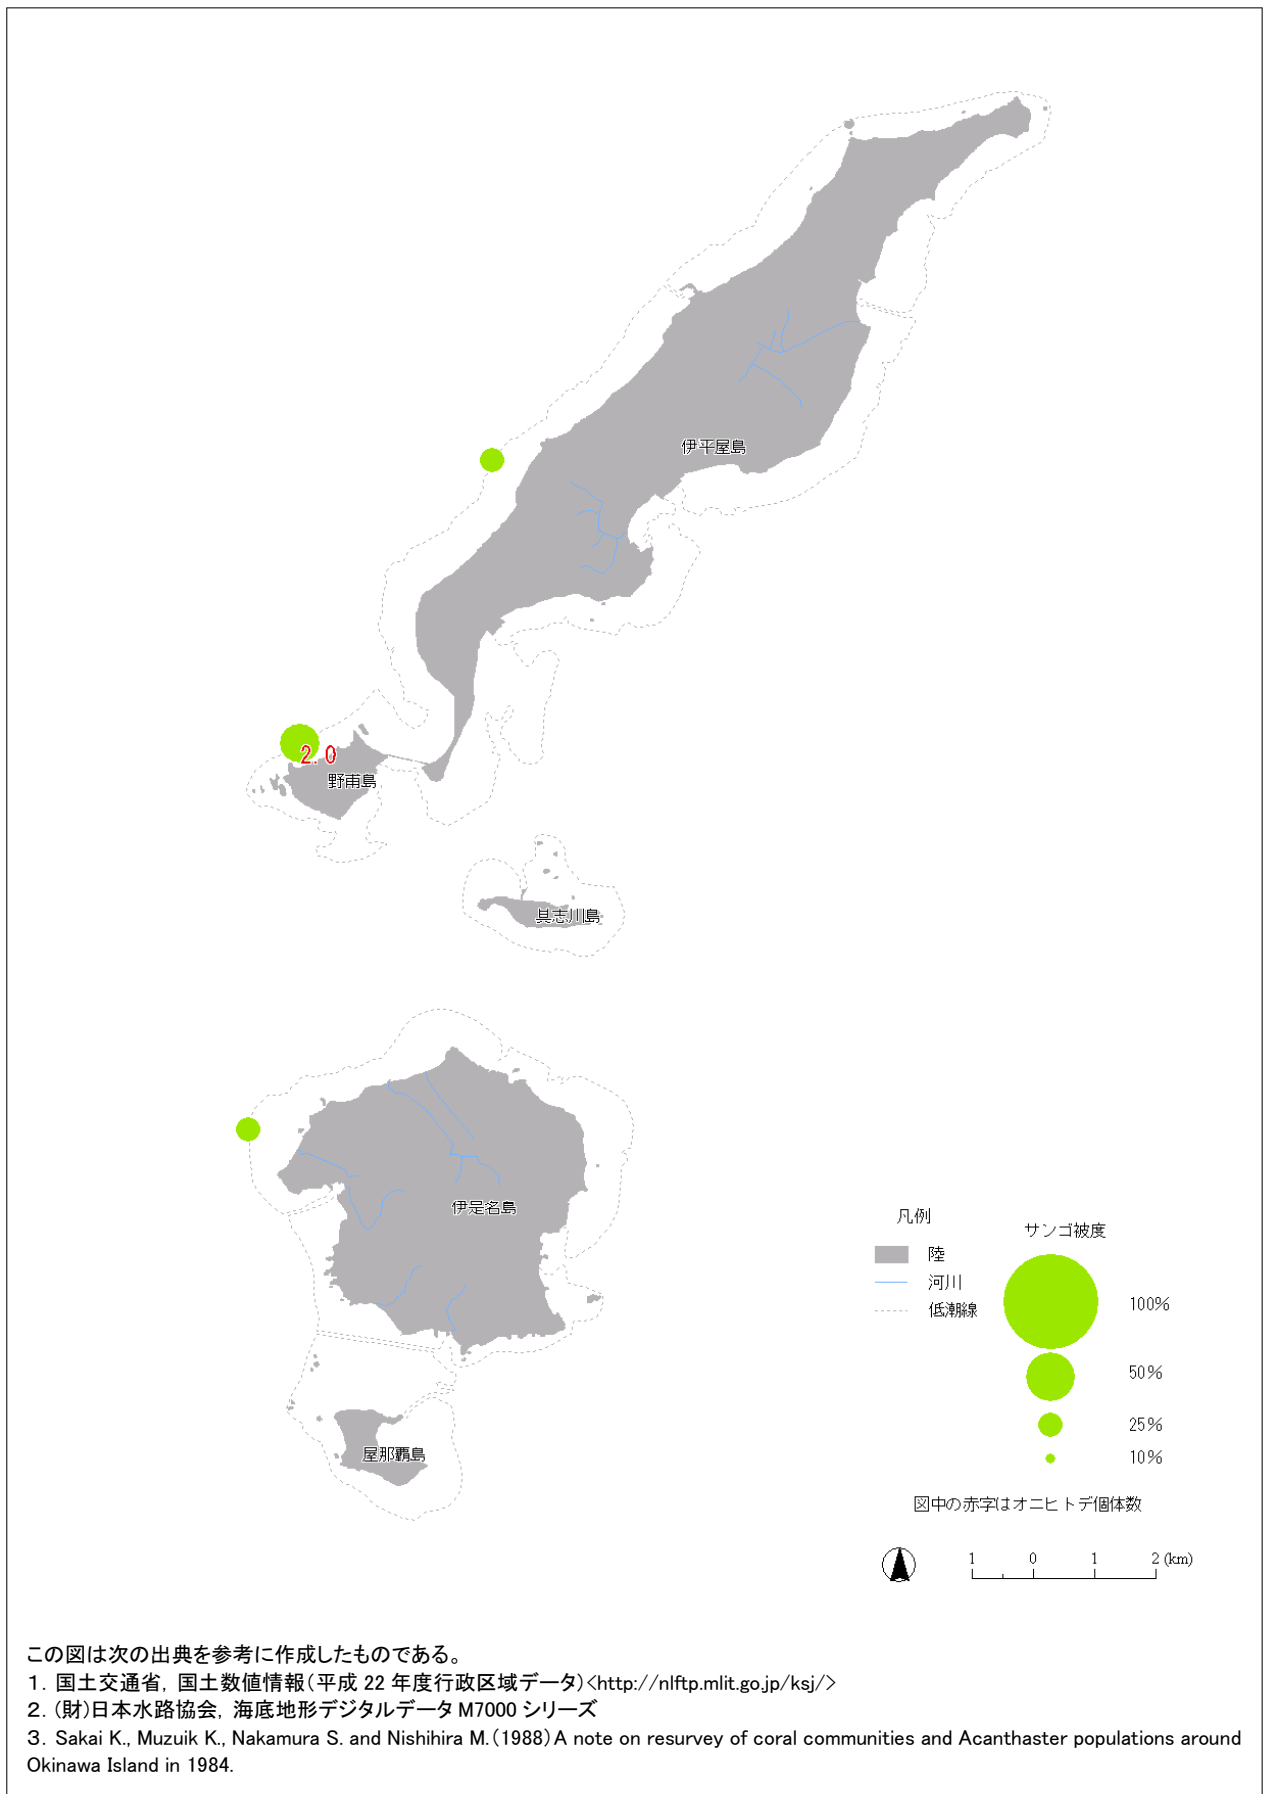 伊平屋島
2.0
野甫島
具志川島
伊是名島
屋那覇島
凡例
陸
河川
低潮線
サンゴ被度
100%
50%
25%
10%
図中の赤字はオニヒトデ個体数
1 0 1 2 (km)
この図は次の出典を参考に作成したものである。
1. 国土交通省, 国土数値情報(平成 22 年度行政区域データ)<http://nlftp.mlit.go.jp/ksj/>
2. (財)日本水路協会, 海底地形デジタルデータ M7000 シリーズ
3. Sakai K., Muzuik K., Nakamura S. and Nishihira M.(1988)A note on resurvey of coral communities and Acanthaster populations around
Okinawa Island in 1984.